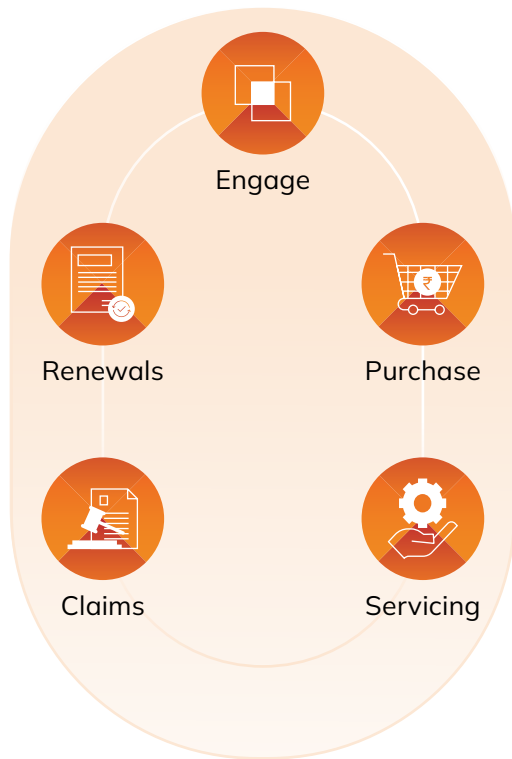 Engage
Renewals
₹
Purchase
Claims
Servicing